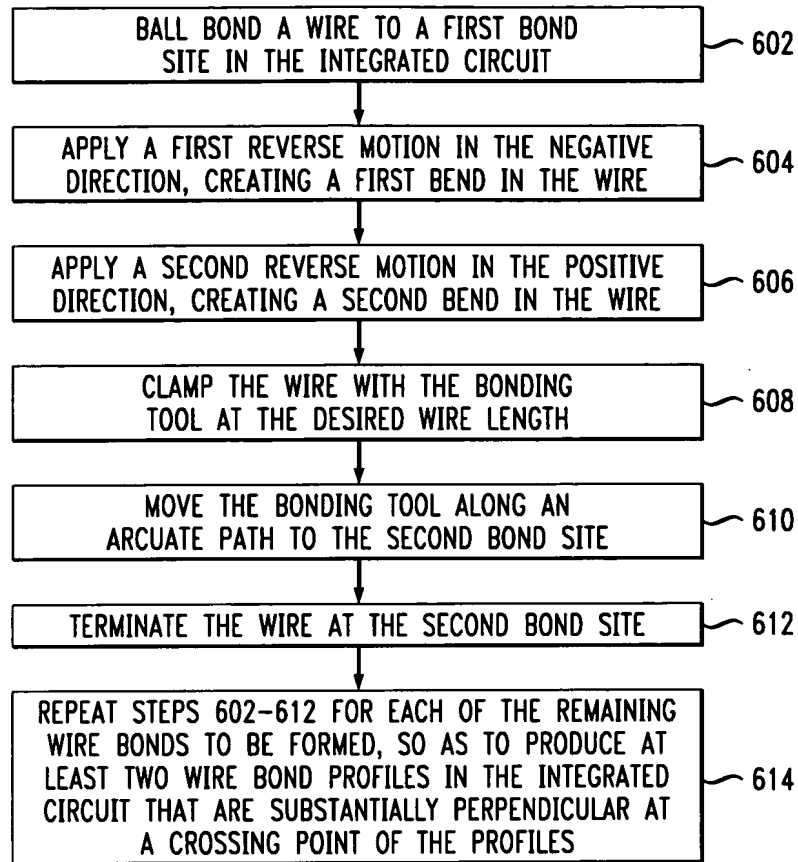 BALL BOND A WIRE TO A FIRST BOND
SITE IN THE INTEGRATED CIRCUIT
602
APPLY A FIRST REVERSE MOTION IN THE NEGATIVE
DIRECTION, CREATING A FIRST BEND IN THE WIRE
604
APPLY A SECOND REVERSE MOTION IN THE POSITIVE
DIRECTION, CREATING A SECOND BEND IN THE WIRE
606
CLAMP THE WIRE WITH THE BONDING
TOOL AT THE DESIRED WIRE LENGTH
608
MOVE THE BONDING TOOL ALONG AN
ARCUATE PATH TO THE SECOND BOND SITE
610
TERMINATE THE WIRE AT THE SECOND BOND SITE
612
REPEAT STEPS 602-612 FOR EACH OF THE REMAINING
WIRE BONDS TO BE FORMED, SO AS TO PRODUCE AT
LEAST TWO WIRE BOND PROFILES IN THE INTEGRATED
CIRCUIT THAT ARE SUBSTANTIALLY PERPENDICULAR AT
A CROSSING POINT OF THE PROFILES
614